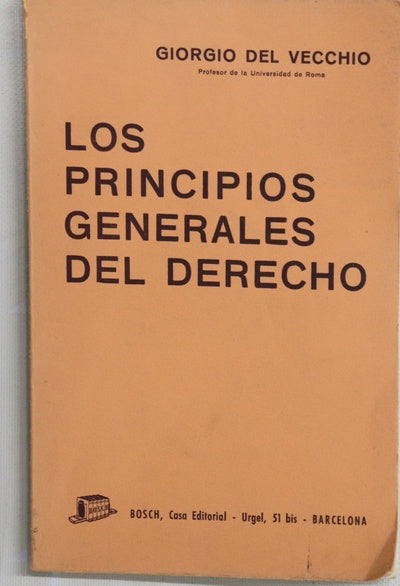 GIORGIO DEL VECCHIO
Profesor de la Universidad de Roma
LOS
PRINCIPIOS
GENERALES
DEL DERECHO
BOSCH
BOSCH, Casa Editorial - Urgel, 51 bis - BARCELONA